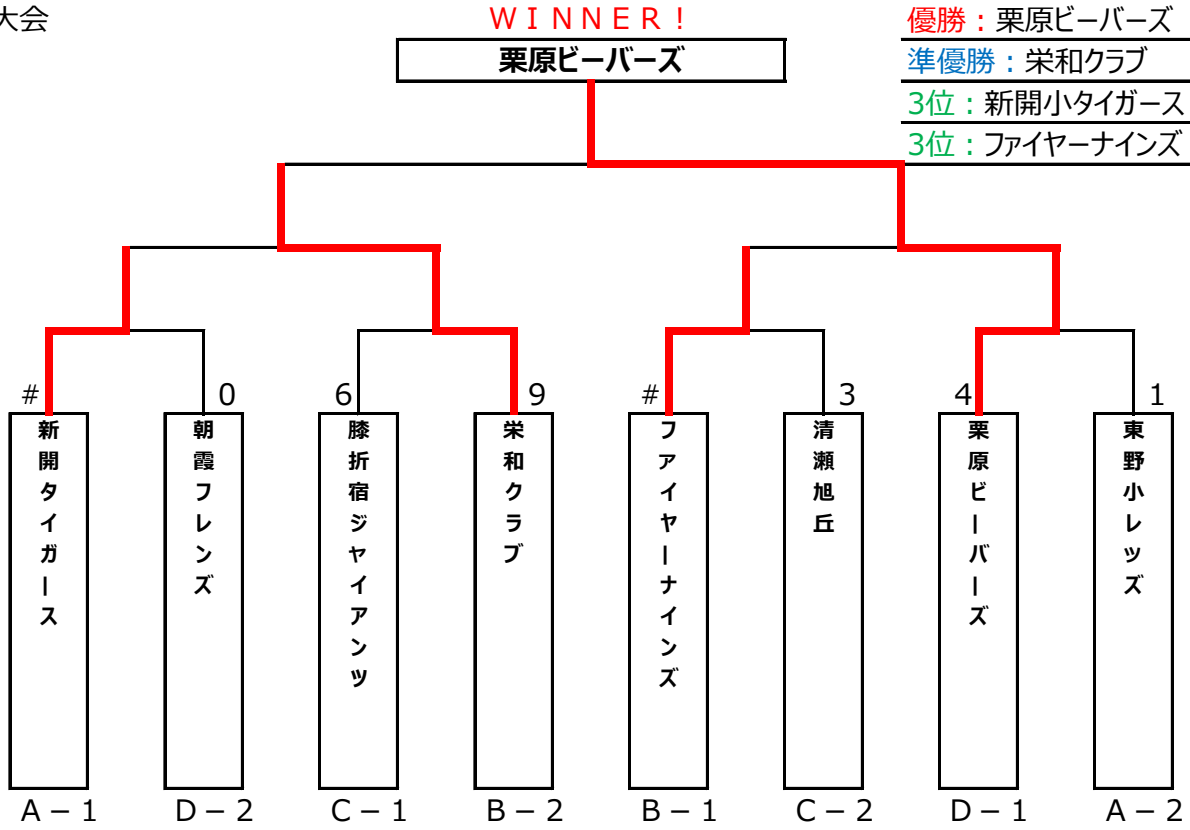 大会
ＷＩＮＮＥＲ！
栗原ビーバーズ
優勝：栗原ビーバーズ
準優勝：栄和クラブ
3位：新開小タイガース
3位：ファイヤーナインズ
# 0 6 9 # 3 4 1
新開タイガース
朝霞フレンズ
膝折宿ジャイアンツ
栄和クラブ
ファイヤーナインズ
清瀬旭丘
栗原ビーバーズ
東野小レッズ
Ａ－１ Ｄ－２ Ｃ－１ Ｂ－２ Ｂ－１ Ｃ－２ Ｄ－１ Ａ－２